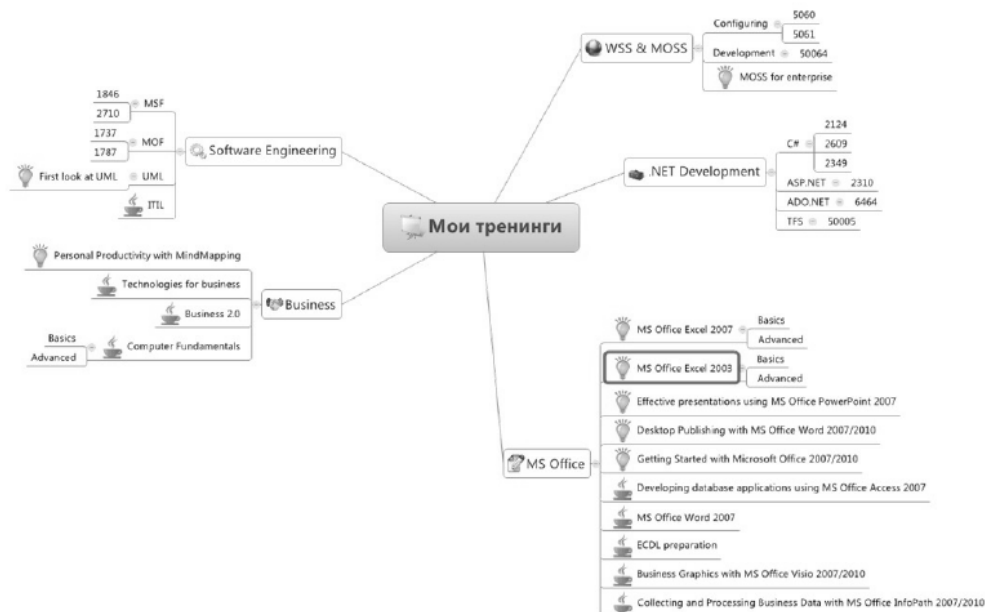 Мои тренинги
WSS & MOSS
Configuring
5060
5061
Development
50064
MOSS for enterprise
.NET Development
C#
2124
2609
2349
ASP.NET
2310
ADO.NET
6464
TFS
50005
MS Office
MS Office Excel 2007
Basics
Advanced
MS Office Excel 2003
Basics
Advanced
Effective presentations using MS Office PowerPoint 2007
Desktop Publishing with MS Office Word 2007/2010
Getting Started with Microsoft Office 2007/2010
Developing database applications using MS Office Access 2007
MS Office Word 2007
ECDL preparation
Business Graphics with MS Office Visio 2007/2010
Collecting and Processing Business Data with MS Office InfoPath 2007/2010
Software Engineering
MSF
1846
2710
MOF
1737
1787
UML
First look at UML
ITIL
Business
Personal Productivity with MindMapping
Technologies for business
Business 2.0
Computer Fundamentals
Basics
Advanced